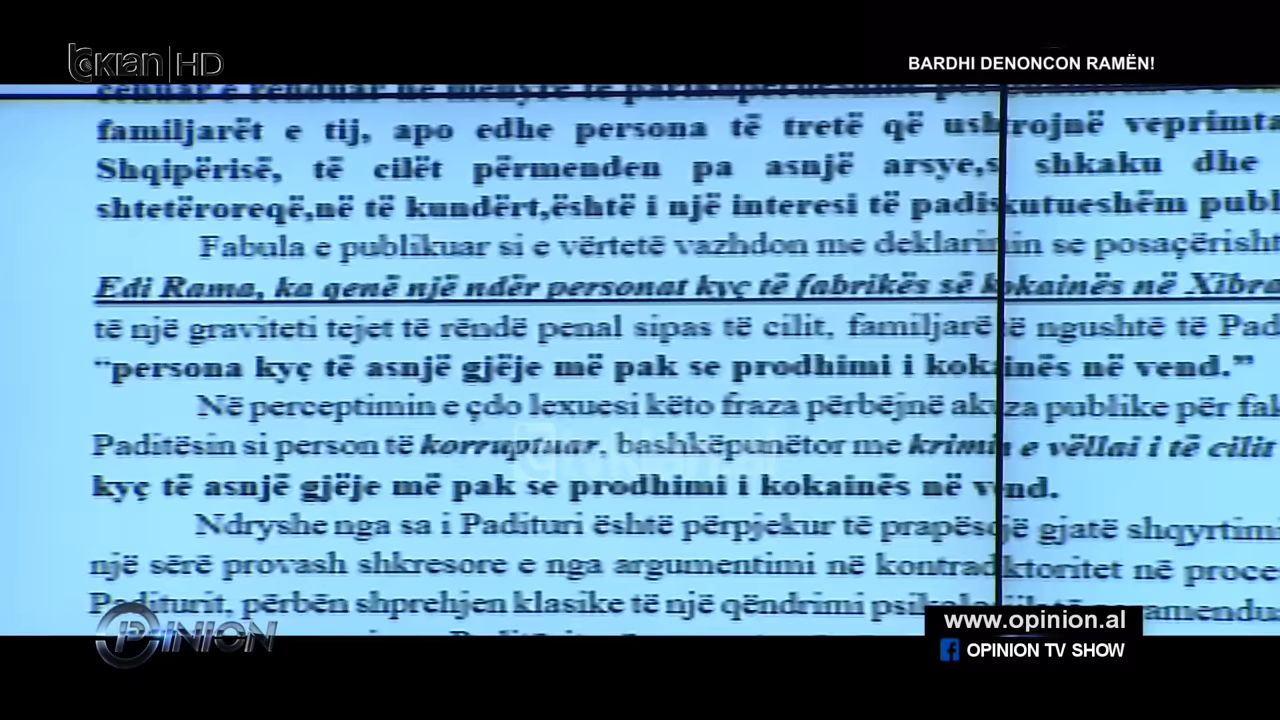 klan HD
BARDHI DENONCON RAMËN!
familjarët e tij, apo edhe persona të tretë që ushtrojnë veprimta
Shqipërisë, të cilët përmenden pa asnjë arsye,s shkaku dhe
shtetëroreqë,në të kundërt,është i një interesi të padiskutueshëm publ
Fabula e publikuar si e vërtetë vazhdon me deklarimin se posaçërisht
Edi Rama, ka qenë një ndër personat kyç të fabrikës së kokainës në Xibra
të një graviteti tejet të rëndë penal sipas të cilit, familjarë të ngushtë të Pad
“persona kyç të asnjë gjëje më pak se prodhimi i kokainës në vend.”
Në perceptimin e çdo lexuesi këto fraza përbëjnë akuza publike për fal
Paditësin si person të korruptuar, bashkëpunëtor me krimin e vëllai i të cilit
kyç të asnjë gjëje më pak se prodhimi i kokainës në vend.
Ndryshe nga sa i Padituri është përpjekur të prapësojë gjatë shqyrtim
një sërë provash shkresore e nga argumentimi në kontradiktoritet në proce
Paditurit, përbën shprehjen klasike të një qëndrimi
OPINION
www.opinion.al
OPINION TV SHOW